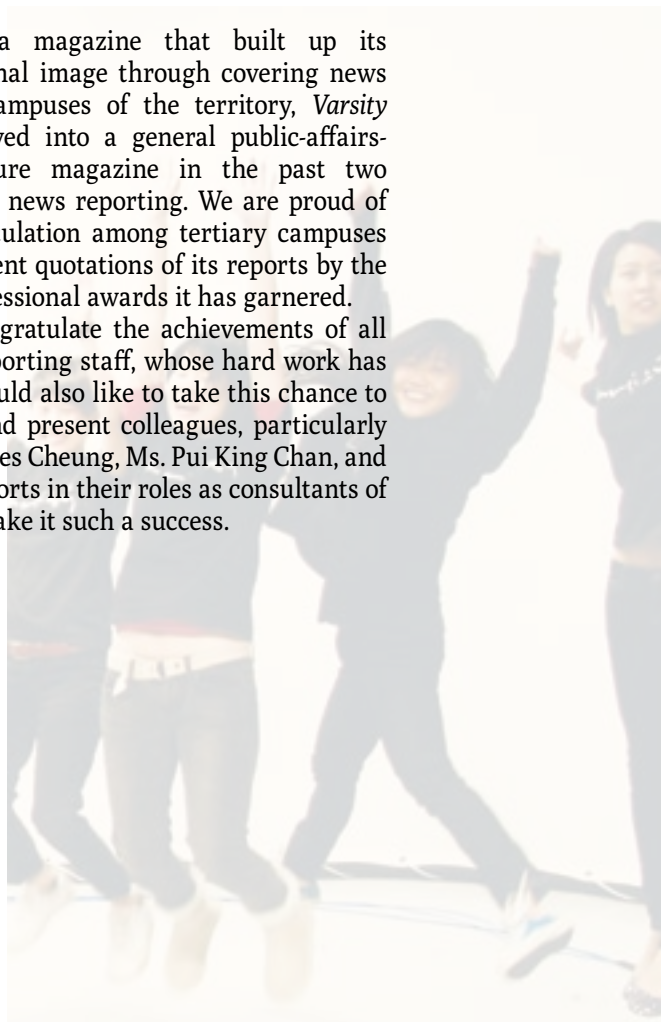 a magazine that built up its
nal image through covering news
ampuses of the territory, Varsity
ved into a general public-affairs-
ure magazine in the past two
news reporting. We are proud of
ulation among tertiary campuses
ent quotations of its reports by the
essional awards it has garnered.
gratulate the achievements of all
porting staff, whose hard work has
uld also like to take this chance to
nd present colleagues, particularly
es Cheung, Ms. Pui King Chan, and
orts in their roles as consultants of
ake it such a success.